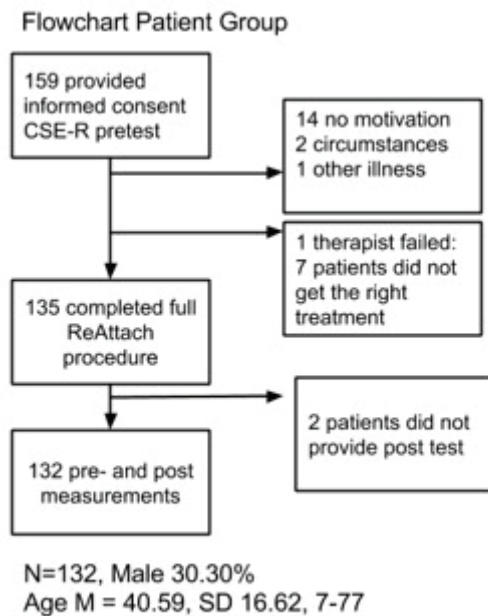 Flowchart Patient Group
159 provided
informed consent
CSE-R pretest
14 no motivation
2 circumstances
1 other illness
1 therapist failed:
7 patients did not
get the right
treatment
135 completed full
ReAttach
procedure
2 patients did not
provide post test
132 pre- and post
measurements
N=132, Male 30.30%
Age M = 40.59, SD 16.62, 7-77